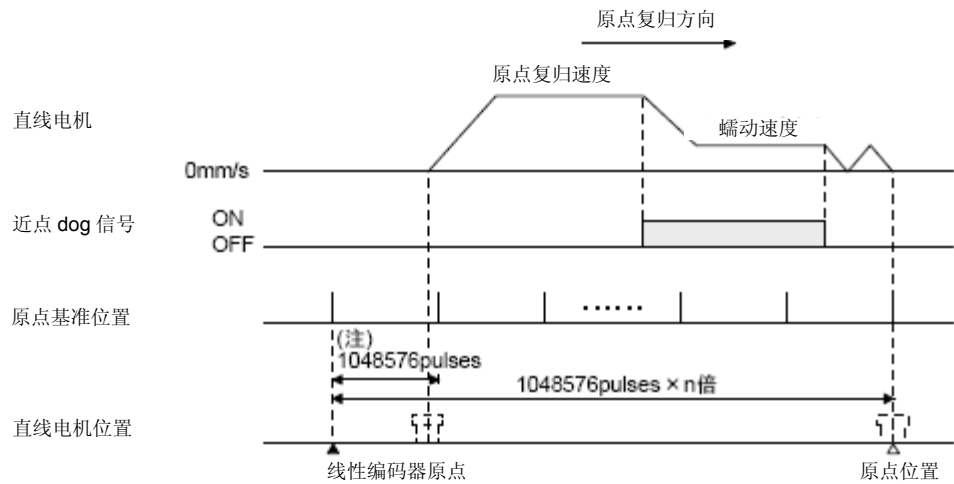 原点复归方向
原点复归速度
直线电机
蠕动速度
0mm/s
近点 dog 信号
ON
OFF
原点基准位置
······
(注)
1048576pulses
1048576pulses × n倍
直线电机位置
线性编码器原点
原点位置